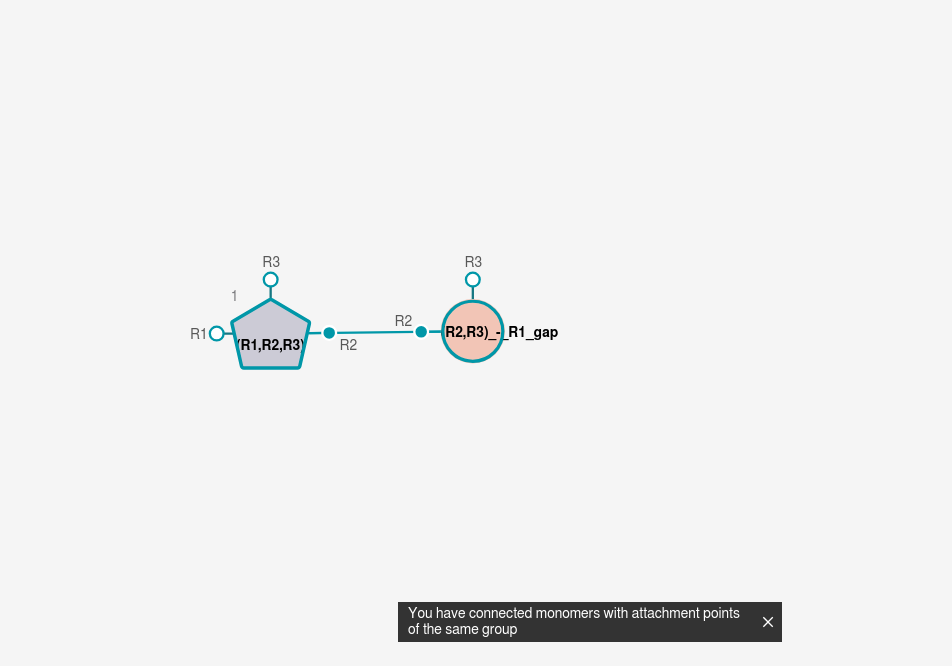 R3
R3
1
R1
R2
R2
(R1,R2,R3)
R2,R3)_-_R1_gap
You have connected monomers with attachment points
of the same group